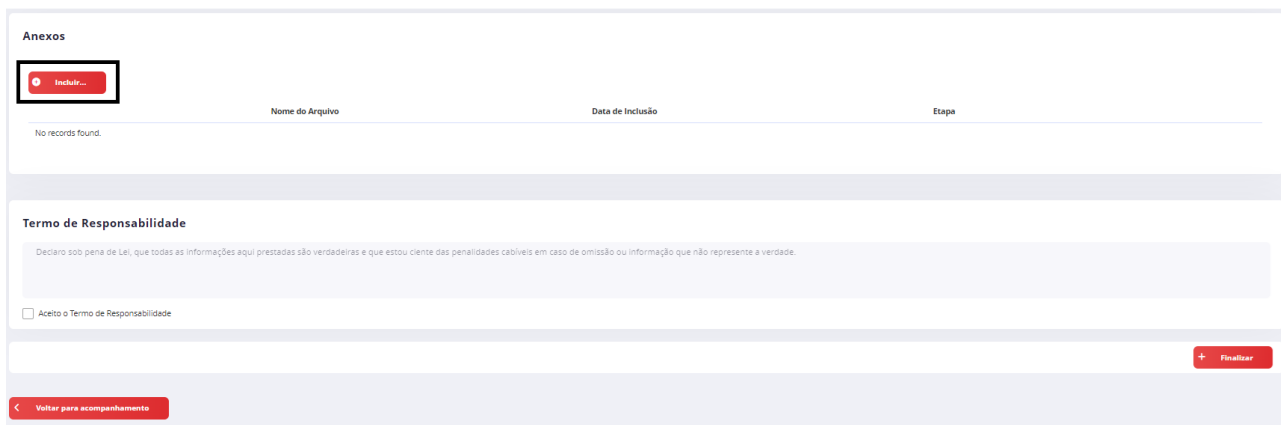 Anexos
Incluir...
Nome do Arquivo Data de Inclusão Etapa
No records found.
Termo de Responsabilidade
Declaro sob pena de Lei, que todas as informações aqui prestadas são verdadeiras e que estou ciente das penalidades cabíveis em caso de omissão ou informação que não represente a verdade.
Aceito o Termo de Responsabilidade
Finalizar
Voltar para acompanhamento